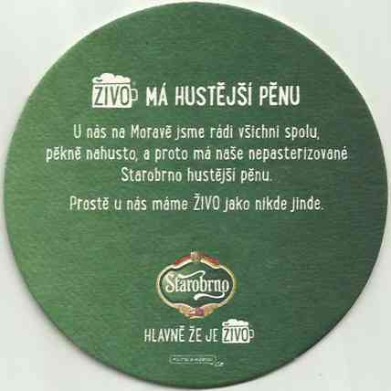 ŽIVO MÁ HUSTĚJŠÍ PĚNU
U nás na Moravě jsme rádi všichni spolu,
pěkně nahusto, a proto má naše nepasterizované
Starobrno hustější pěnu.
Prostě u nás máme ŽIVO jako nikde jinde.
Starobrno
HLAVNĚ ŽE JE ŽIVO